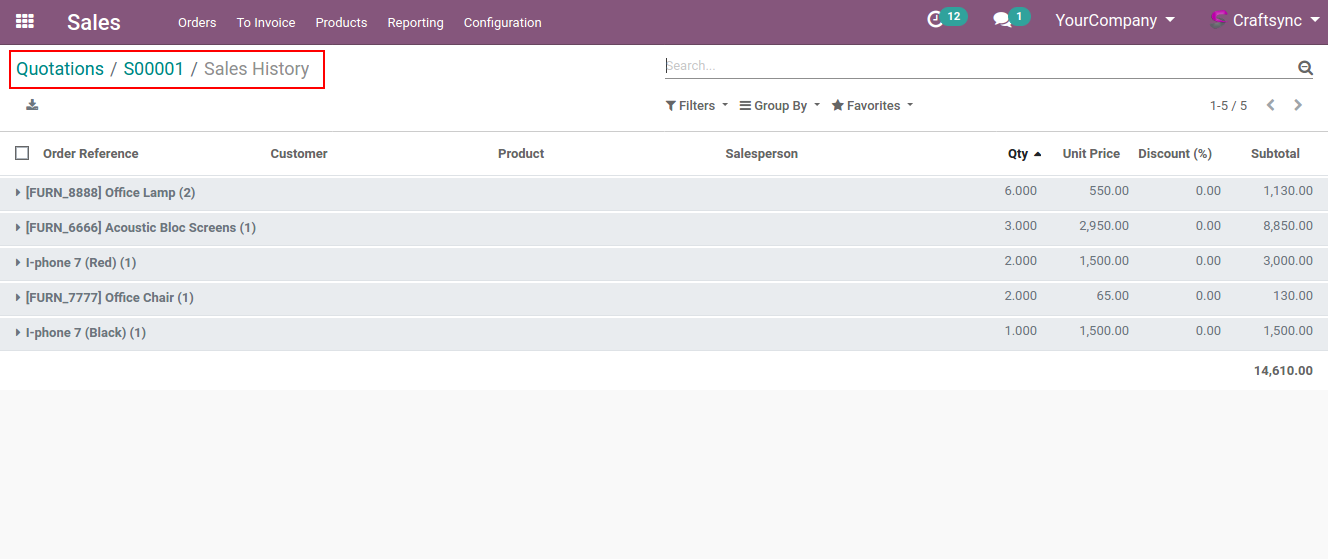 Sales Orders To Invoice Products Reporting Configuration 12 1 YourCompany Craftsync
Quotations / S00001 / Sales History Search...
Filters Group By Favorites 1-5 / 5
Order Reference Customer Product Salesperson Qty Unit Price Discount (%) Subtotal
[FURN_8888] Office Lamp (2) 6.000 550.00 0.00 1,130.00
[FURN_6666] Acoustic Bloc Screens (1) 3.000 2,950.00 0.00 8,850.00
I-phone 7 (Red) (1) 2.000 1,500.00 0.00 3,000.00
[FURN_7777] Office Chair (1) 2.000 65.00 0.00 130.00
I-phone 7 (Black) (1) 1.000 1,500.00 0.00 1,500.00
14,610.00